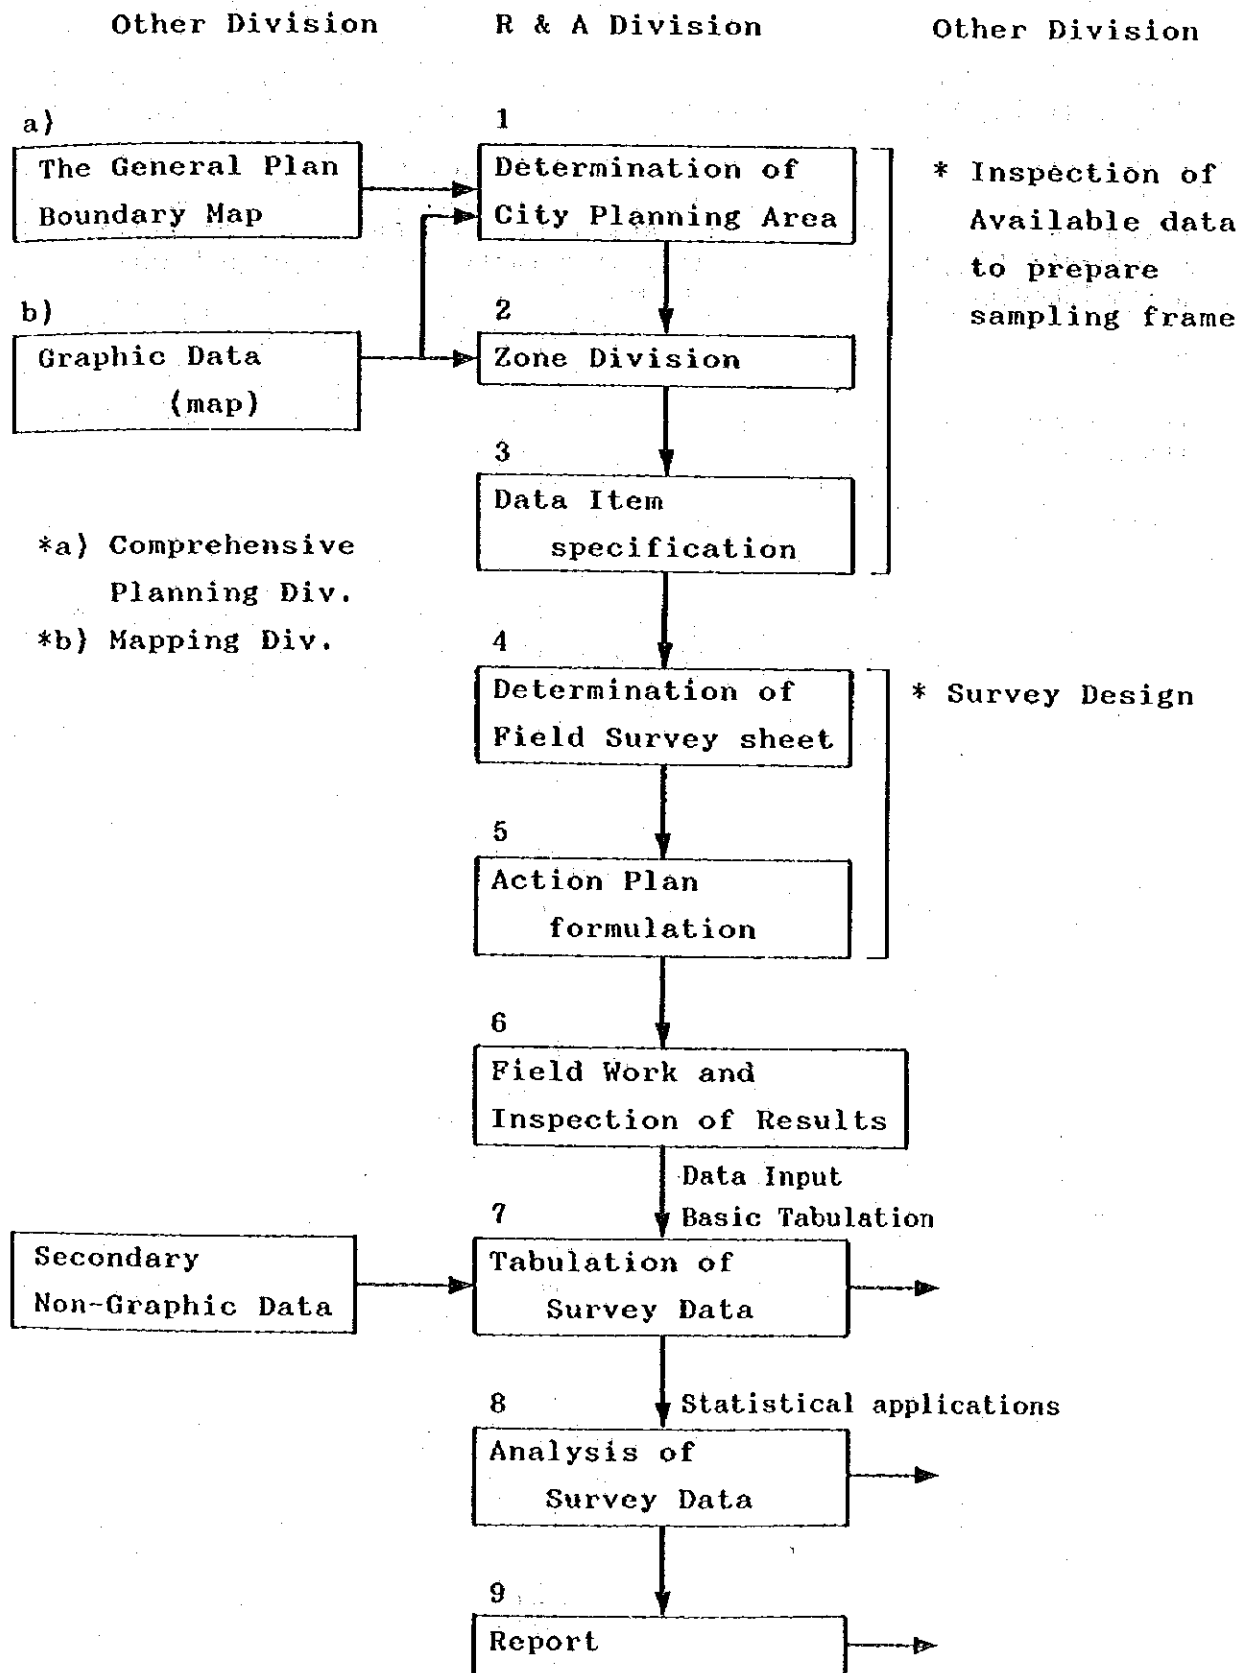 Other Division R & A Division Other Division
a)
The General Plan
Boundary Map
1
Determination of
City Planning Area
* Inspection of
Available data
to prepare
sampling frame
b)
Graphic Data
(map)
2
Zone Division
3
Data Item
specification
*a) Comprehensive
Planning Div.
*b) Mapping Div.
4
Determination of
Field Survey sheet
* Survey Design
5
Action Plan
formulation
6
Field Work and
Inspection of Results
Data Input
Basic Tabulation
Secondary
Non-Graphic Data
7
Tabulation of
Survey Data
Statistical applications
8
Analysis of
Survey Data
9
Report